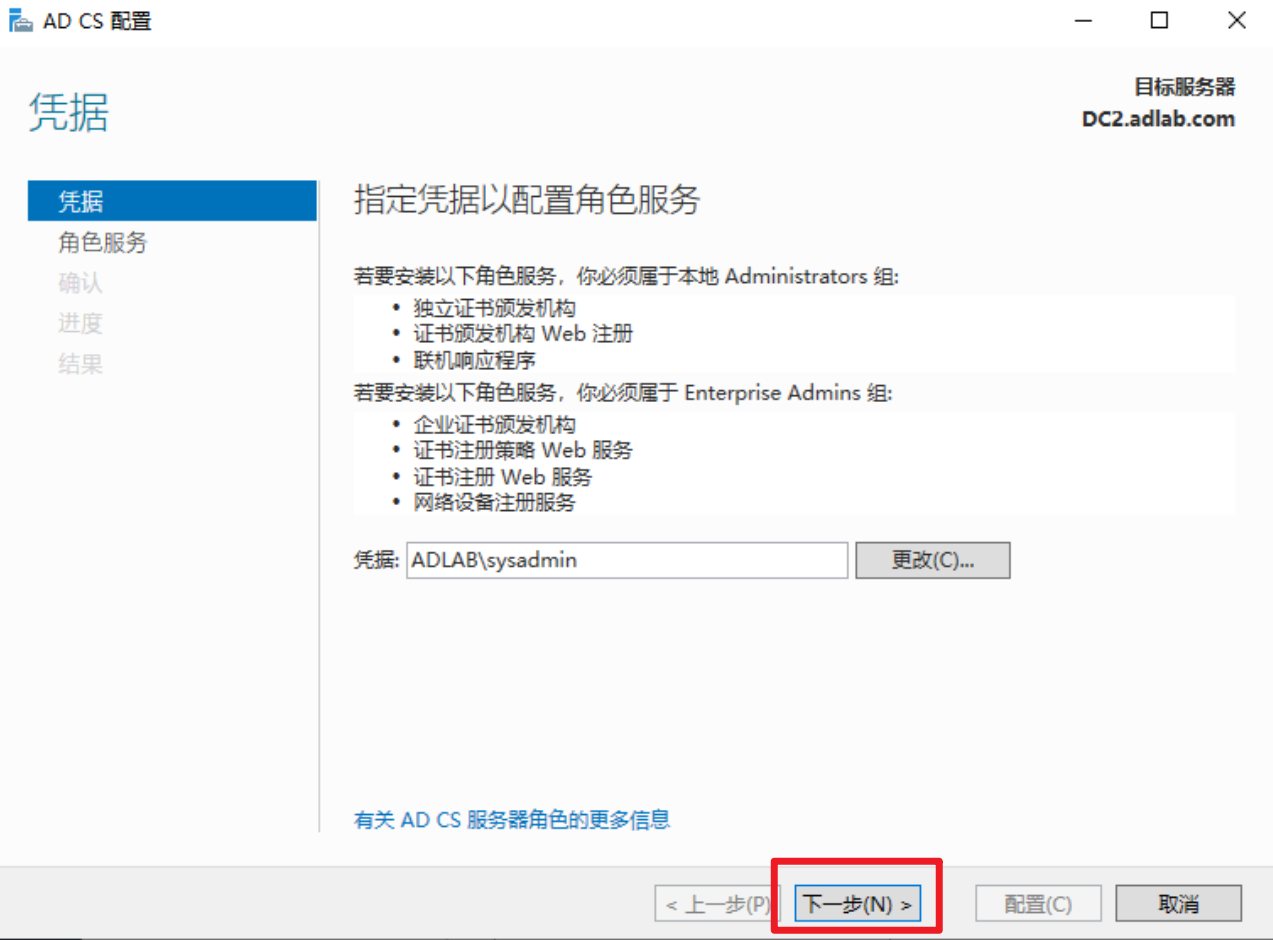 AD CS 配置
凭据
目标服务器
DC2.adlab.com
凭据
角色服务
确认
进度
结果
指定凭据以配置角色服务
若要安装以下角色服务，你必须属于本地 Administrators 组:
• 独立证书颁发机构
• 证书颁发机构 Web 注册
• 联机响应程序
若要安装以下角色服务，你必须属于 Enterprise Admins 组:
• 企业证书颁发机构
• 证书注册策略 Web 服务
• 证书注册 Web 服务
• 网络设备注册服务
凭据: ADLAB\sysadmin 更改(C)...
有关 AD CS 服务器角色的更多信息
< 上一步(P) 下一步(N) > 配置(C) 取消